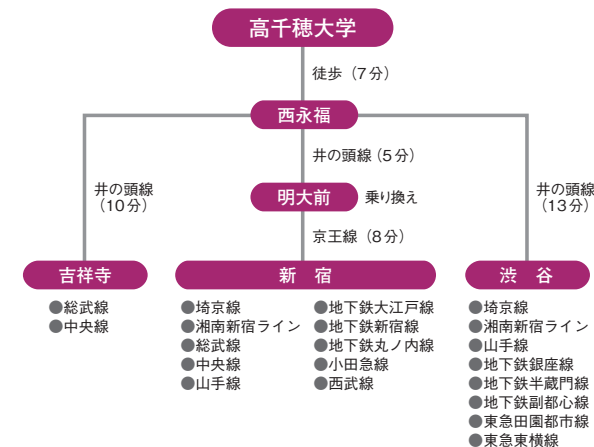 高千穂大学
徒歩（7分）
西永福
井の頭線（5分）
井の頭線
（10分）
井の頭線
（13分）
明大前 乗り換え
京王線（8分）
吉祥寺
●総武線
●中央線
新　宿
●埼京線
●湘南新宿ライン
●総武線
●中央線
●山手線
●地下鉄大江戸線
●地下鉄新宿線
●地下鉄丸ノ内線
●小田急線
●西武線
渋　谷
●埼京線
●湘南新宿ライン
●山手線
●地下鉄銀座線
●地下鉄半蔵門線
●地下鉄副都心線
●東急田園都市線
●東急東横線